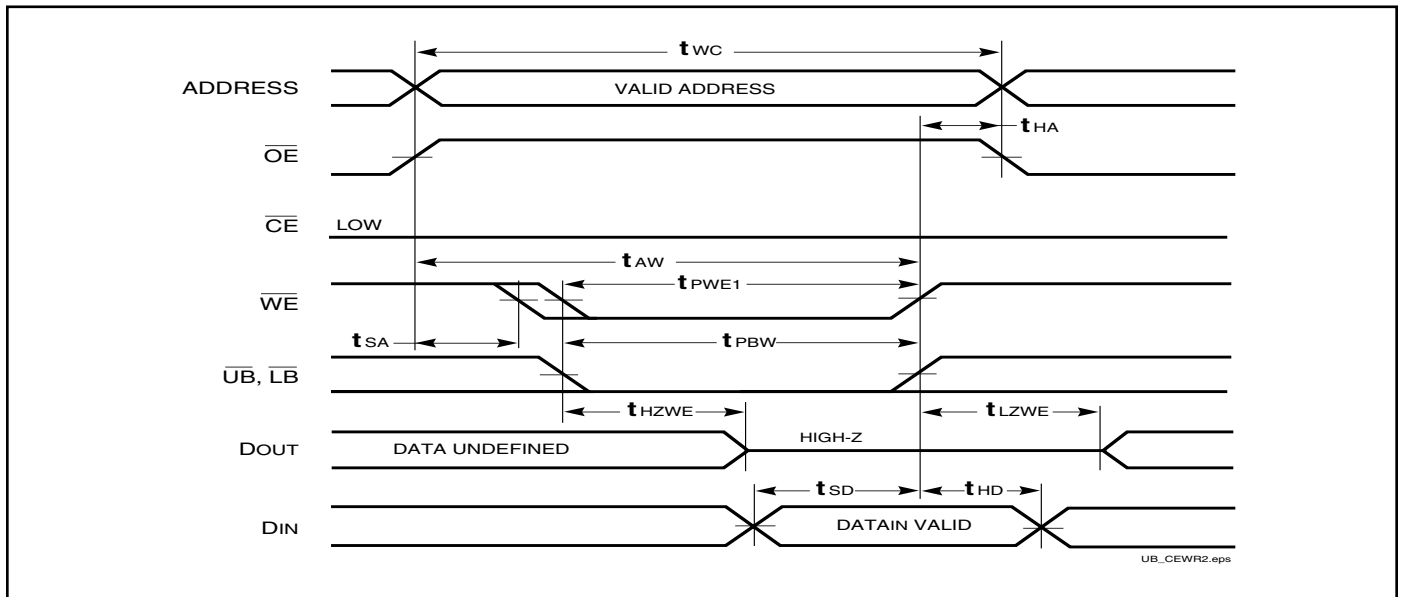 tWC
ADDRESS
VALID ADDRESS
tHA
OE
CE
LOW
tAW
tPWE1
WE
tSA
tPBW
UB, LB
tHZWE
tLZWE
DOUT
DATA UNDEFINED
HIGH-Z
tSD
tHD
DIN
DATAIN VALID
UB_CEWR2.eps